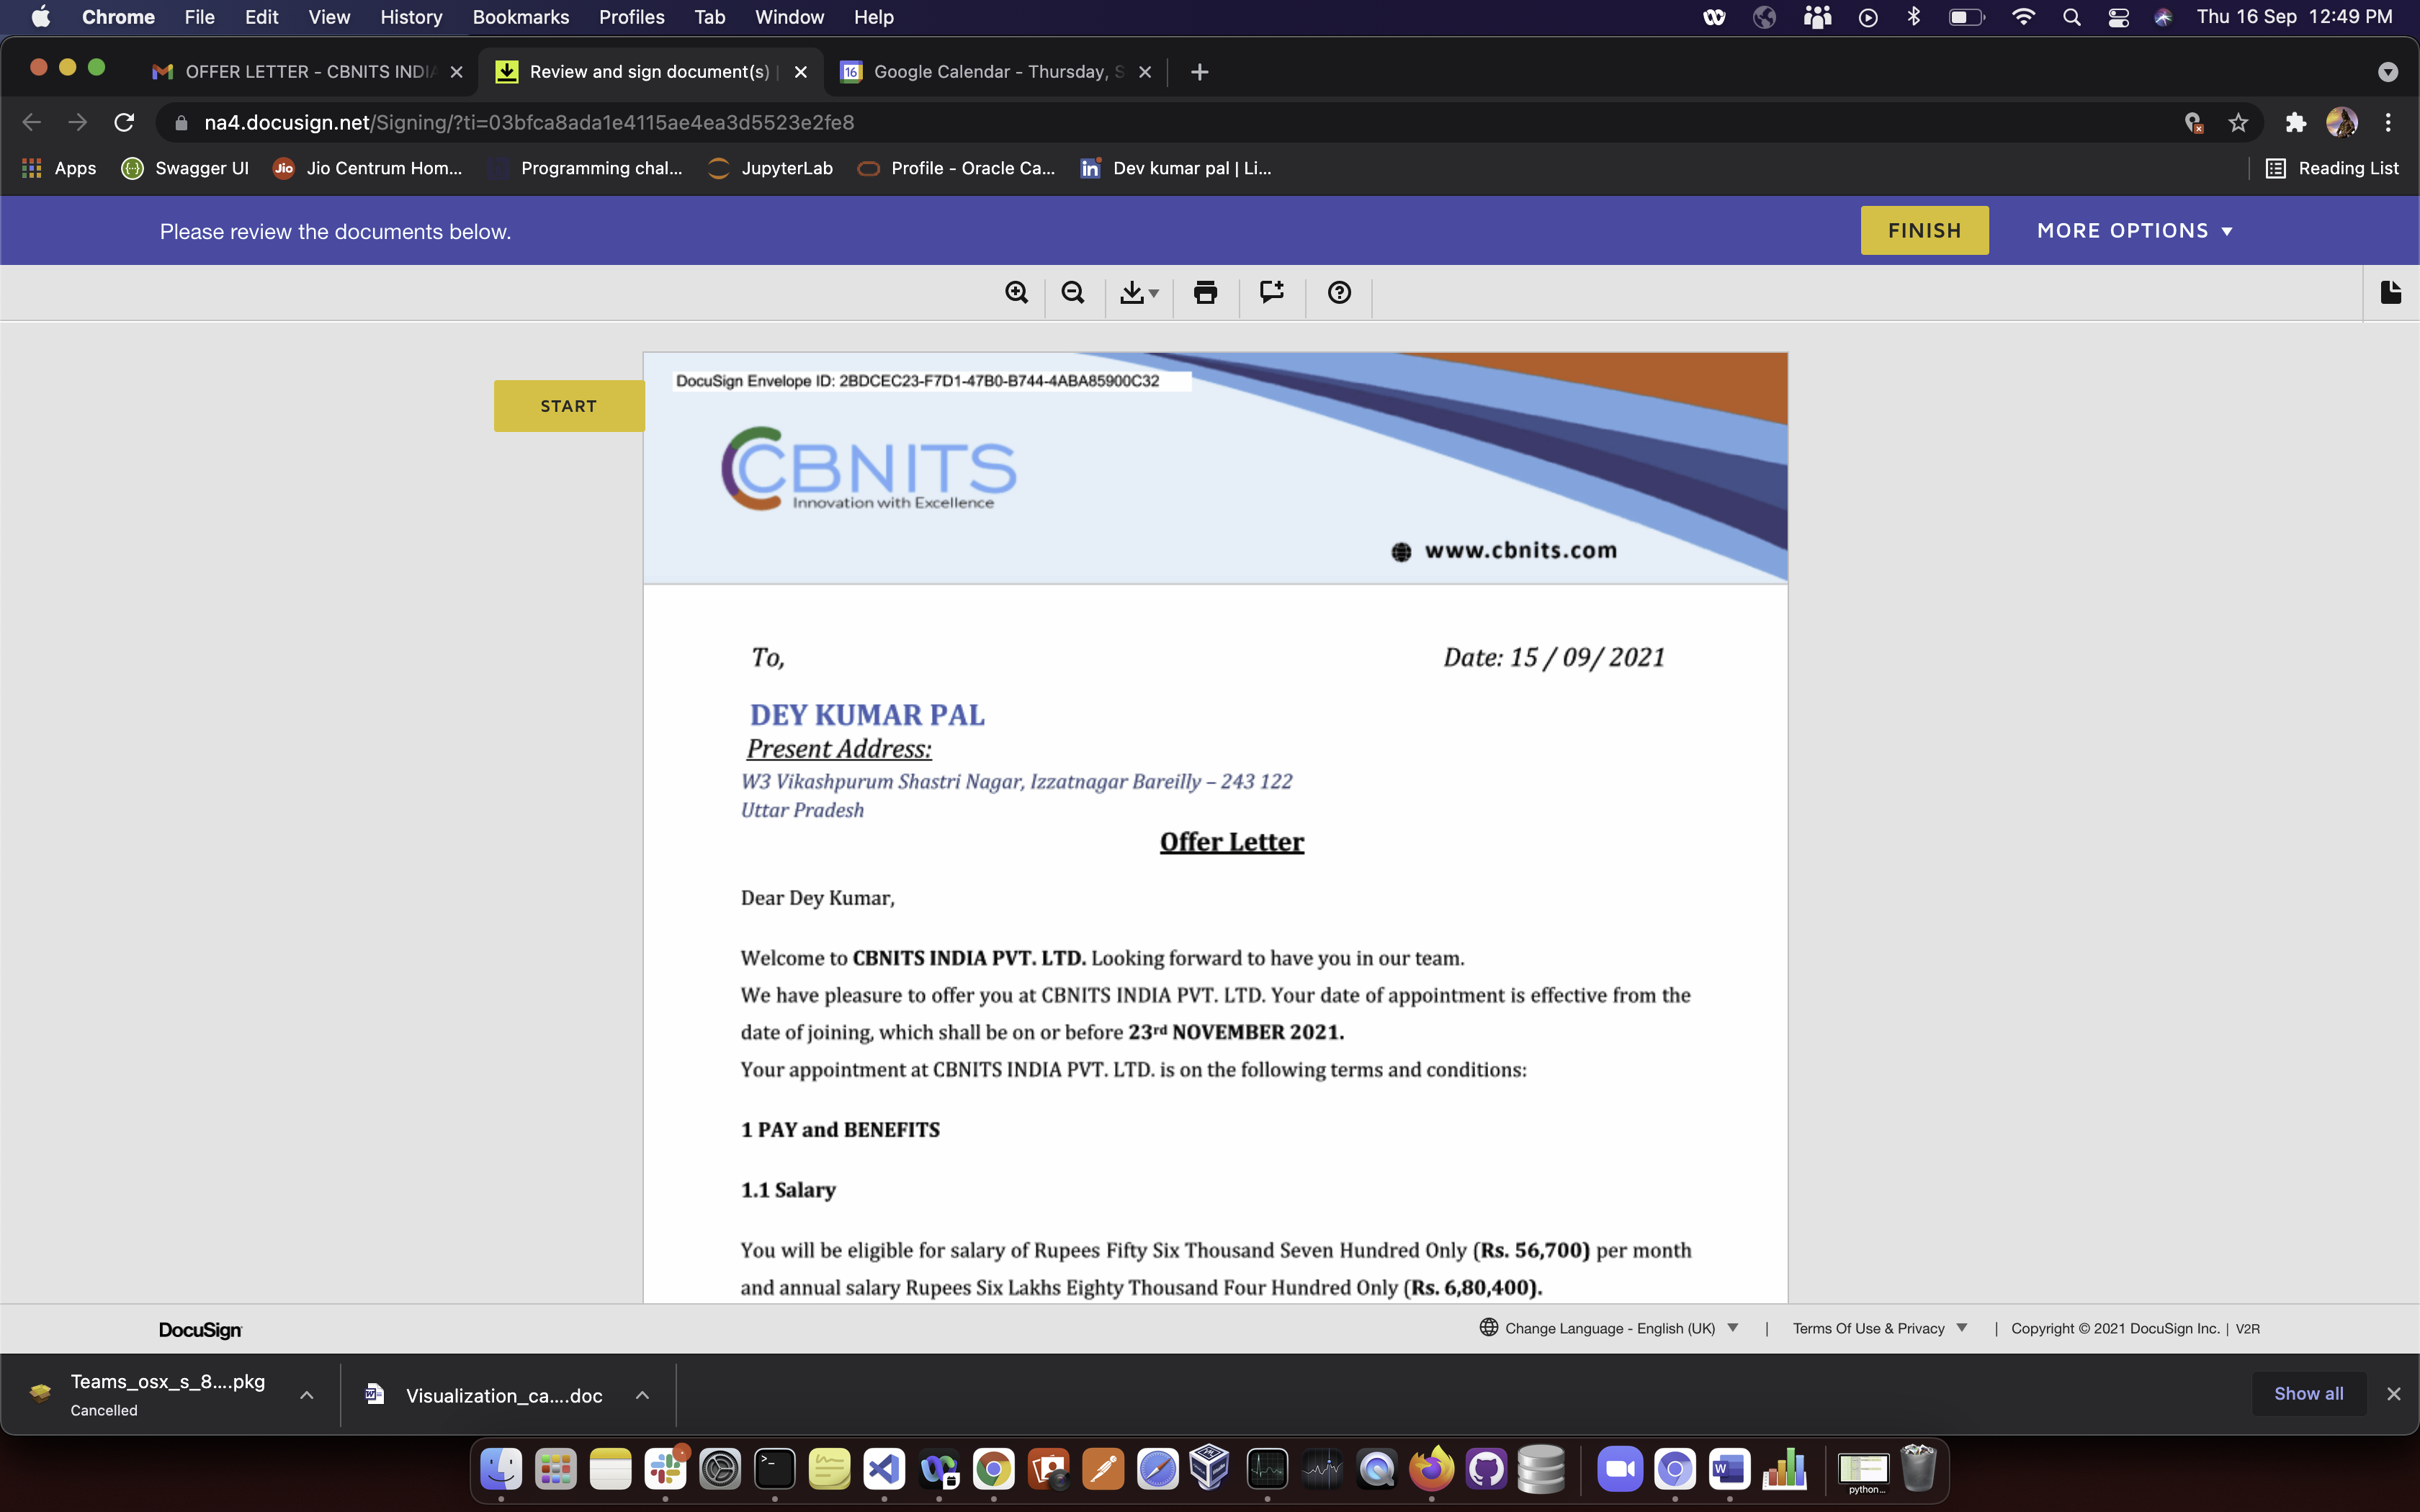 Chrome File Edit View History Bookmarks Profiles Tab Window Help Thu 16 Sep 12:49 PM
OFFER LETTER - CBNITS INDIA Review and sign document(s) | 16 Google Calendar - Thursday, S
na4.docusign.net/Signing/?ti=03bfca8ada1e4115ae4ea3d5523e2fe8
Apps Swagger UI Jio Jio Centrum Hom... Programming chal... JupyterLab Profile - Oracle Ca... in Dev kumar pal | Li... Reading List
Please review the documents below. FINISH MORE OPTIONS
DocuSign Envelope ID: 2BDCEC23-F7D1-47B0-B744-4ABA85900C32
START
CBNITS
Innovation with Excellence
www.cbnits.com
To, Date: 15 / 09/ 2021
DEY KUMAR PAL
Present Address:
W3 Vikashpurum Shastri Nagar, Izzatnagar Bareilly – 243 122
Uttar Pradesh
Offer Letter
Dear Dey Kumar,
Welcome to CBNITS INDIA PVT. LTD. Looking forward to have you in our team.
We have pleasure to offer you at CBNITS INDIA PVT. LTD. Your date of appointment is effective from the
date of joining, which shall be on or before 23rd NOVEMBER 2021.
Your appointment at CBNITS INDIA PVT. LTD. is on the following terms and conditions:
1 PAY and BENEFITS
1.1 Salary
You will be eligible for salary of Rupees Fifty Six Thousand Seven Hundred Only (Rs. 56,700) per month
and annual salary Rupees Six Lakhs Eighty Thousand Four Hundred Only (Rs. 6,80,400).
DocuSign Change Language - English (UK) | Terms Of Use & Privacy | Copyright © 2021 DocuSign Inc. | V2R
Teams_osx_s_8....pkg
Cancelled
Visualization_ca....doc
Show all
python...